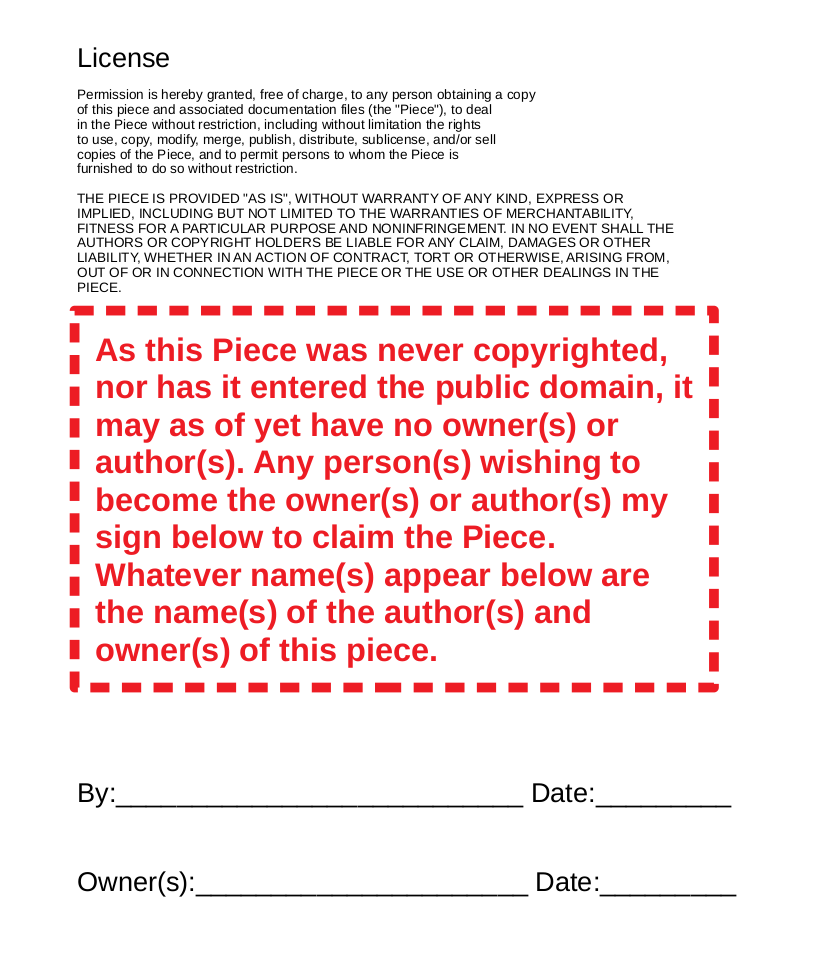 License
Permission is hereby granted, free of charge, to any person obtaining a copy
of this piece and associated documentation files (the "Piece"), to deal
in the Piece without restriction, including without limitation the rights
to use, copy, modify, merge, publish, distribute, sublicense, and/or sell
copies of the Piece, and to permit persons to whom the Piece is
furnished to do so without restriction.
THE PIECE IS PROVIDED "AS IS", WITHOUT WARRANTY OF ANY KIND, EXPRESS OR
IMPLIED, INCLUDING BUT NOT LIMITED TO THE WARRANTIES OF MERCHANTABILITY,
FITNESS FOR A PARTICULAR PURPOSE AND NONINFRINGEMENT. IN NO EVENT SHALL THE
AUTHORS OR COPYRIGHT HOLDERS BE LIABLE FOR ANY CLAIM, DAMAGES OR OTHER
LIABILITY, WHETHER IN AN ACTION OF CONTRACT, TORT OR OTHERWISE, ARISING FROM,
OUT OF OR IN CONNECTION WITH THE PIECE OR THE USE OR OTHER DEALINGS IN THE
PIECE.
As this Piece was never copyrighted,
nor has it entered the public domain, it
may as of yet have no owner(s) or
author(s). Any person(s) wishing to
become the owner(s) or author(s) my
sign below to claim the Piece.
Whatever name(s) appear below are
the name(s) of the author(s) and
owner(s) of this piece.
By:___________________________ Date:_________
Owner(s):______________________ Date:_________